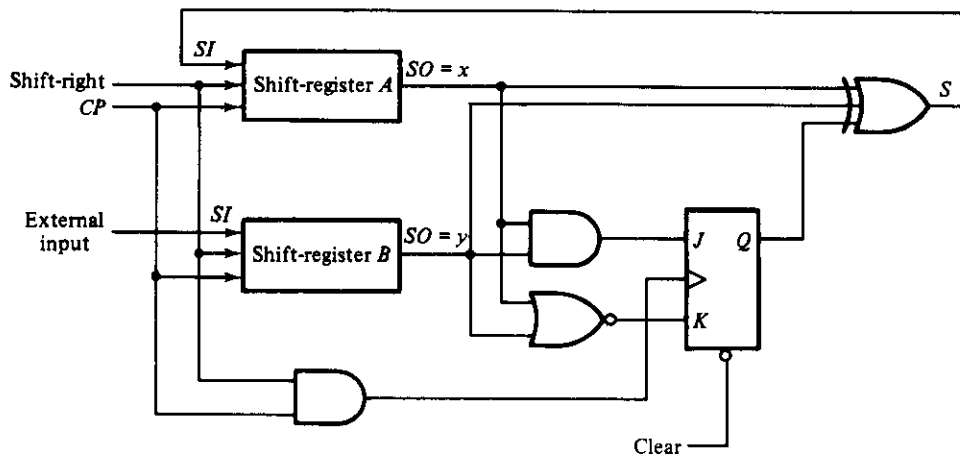 SI
Shift-right
CP
Shift-register A
SO = x
S
External
input
SI
Shift-register B
SO = y
J
Q
K
Clear